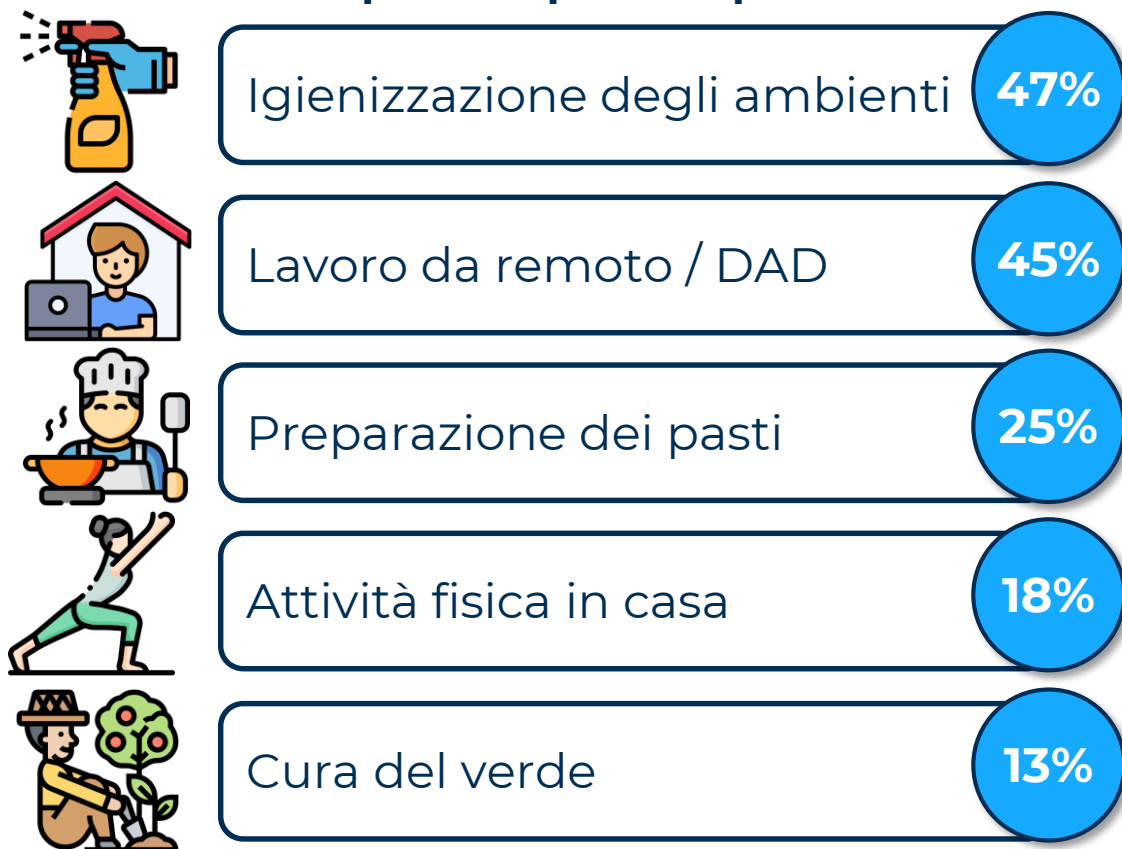 Igienizzazione degli ambienti 47%
Lavoro da remoto / DAD 45%
Preparazione dei pasti 25%
Attività fisica in casa 18%
Cura del verde 13%